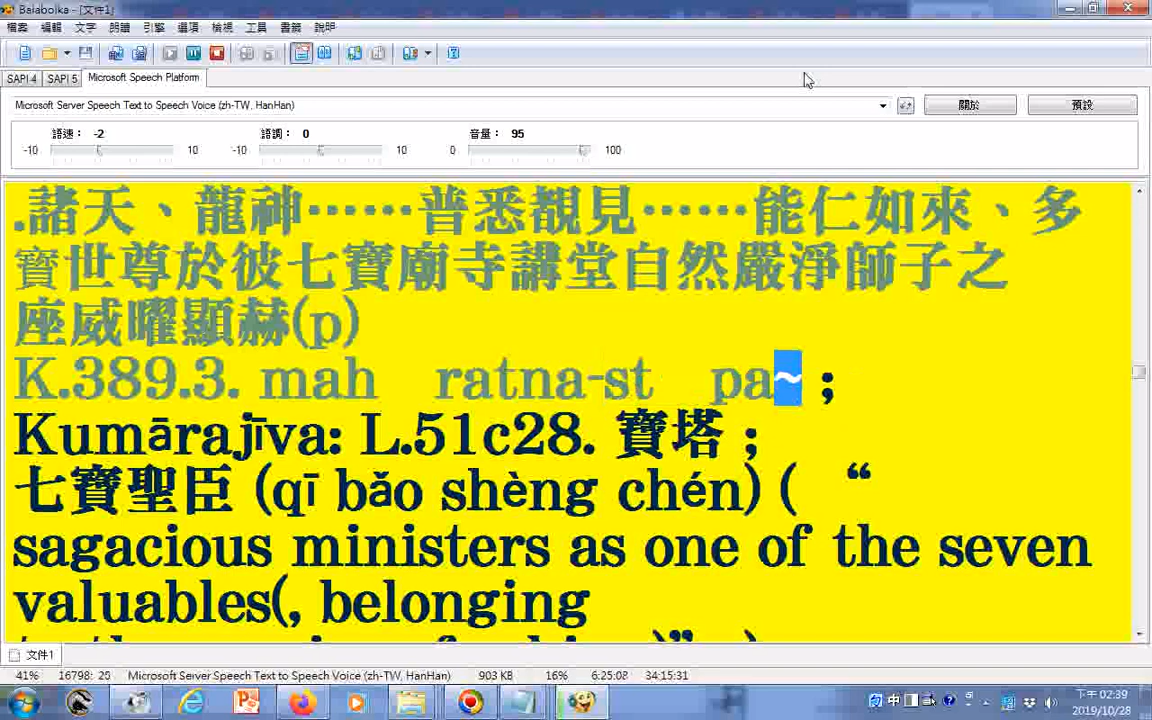 Balabolka - [文件1]
檔案 編輯 文字 朗讀 引擎 選項 檢視 工具 書籤 說明
SAPI 4 SAPI 5 Microsoft Speech Platform
Microsoft Server Speech Text to Speech Voice (zh-TW, HanHan) 關於 預設
語速： -2 語調： 0 音量： 95
-10 10 -10 10 0 100
.諸天、龍神⋯⋯普悉覩見⋯⋯能仁如來、多
寶世尊於彼七寶廟寺講堂自然嚴淨師子之
座威曜顯赫(p)
K.389.3. mah ratna-st pa~ ；
Kumārajīva: L.51c28. 寶塔；
七寶聖臣 (qī bǎo shèng chén) ( “
sagacious ministers as one of the seven
valuables(, belonging
文件1
41% 16798: 25 Microsoft Server Speech Text to Speech Voice (zh-TW, HanHan) 903 KB 16% 6:25:08 34:15:31
中 下午 02:39
2019/10/28